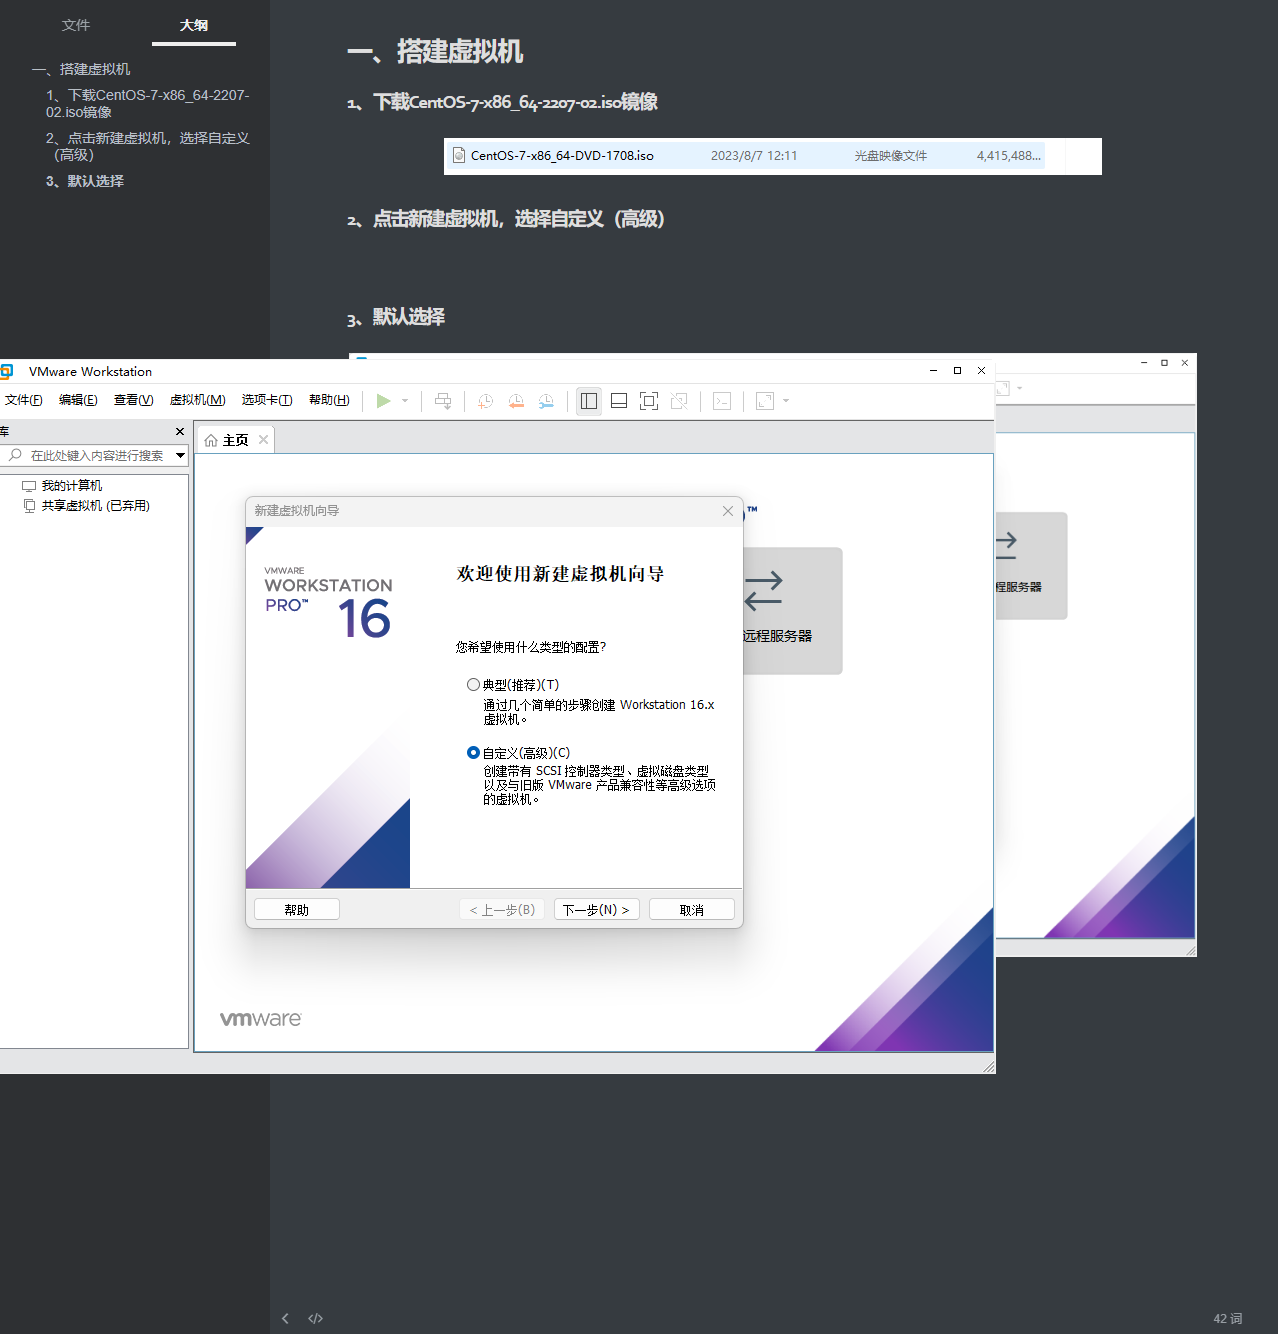 文件 大纲
一、搭建虚拟机
1、下载CentOS-7-x86_64-2207-
02.iso镜像
2、点击新建虚拟机，选择自定义
（高级）
3、默认选择
一、搭建虚拟机
1、下载CentOS-7-x86_64-2207-02.iso镜像
CentOS-7-x86_64-DVD-1708.iso 2023/8/7 12:11 光盘映像文件 4,415,488...
2、点击新建虚拟机，选择自定义（高级）
3、默认选择
VMware Workstation
文件(F) 编辑(E) 查看(V) 虚拟机(M) 选项卡(T) 帮助(H)
库
主页
在此处键入内容进行搜索
我的计算机
共享虚拟机 (已弃用)
新建虚拟机向导
™
VMWARE
WORKSTATION
PRO™ 16
欢迎使用新建虚拟机向导
您希望使用什么类型的配置?
典型(推荐)(T)
通过几个简单的步骤创建 Workstation 16.x
虚拟机。
自定义(高级)(C)
创建带有 SCSI 控制器类型、虚拟磁盘类型
以及与旧版 VMware 产品兼容性等高级选项
的虚拟机。
帮助 < 上一步(B) 下一步(N) > 取消
远程服务器
程服务器
vmware
42 词